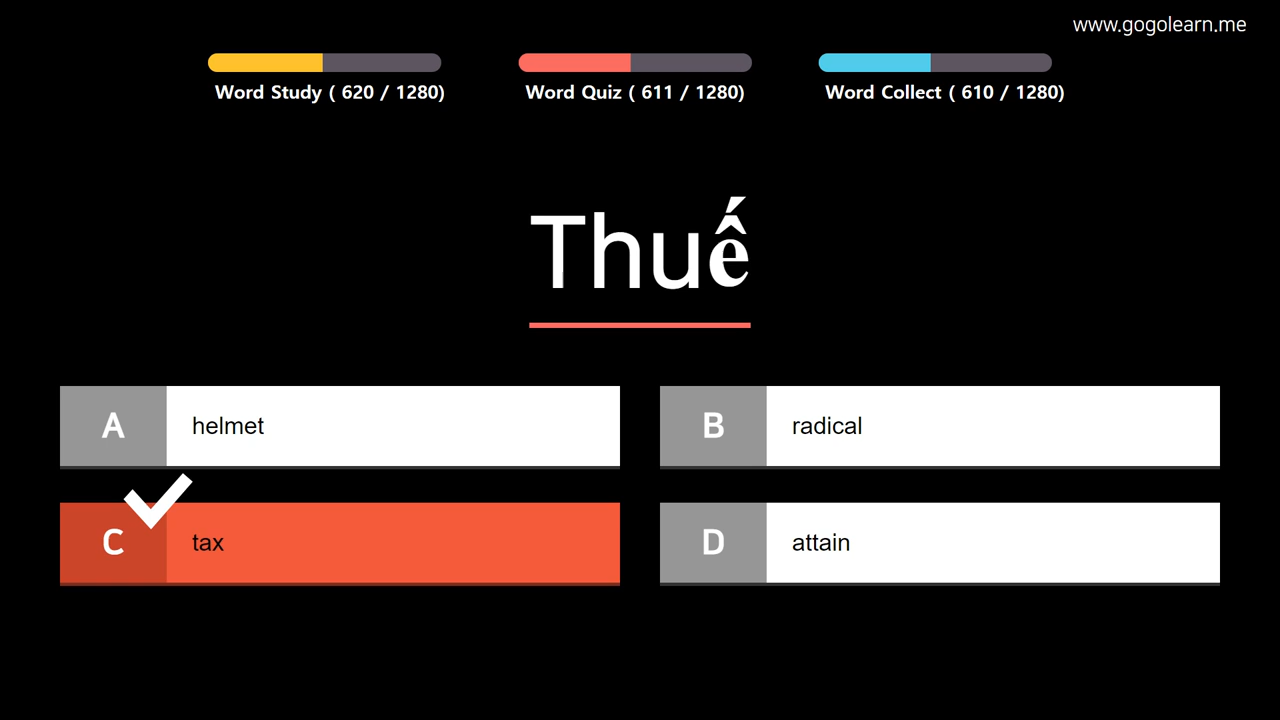 www.gogolearn.me
Word Study ( 620 / 1280)
Word Quiz ( 611 / 1280)
Word Collect ( 610 / 1280)
Thuế
A helmet
B radical
C tax
D attain